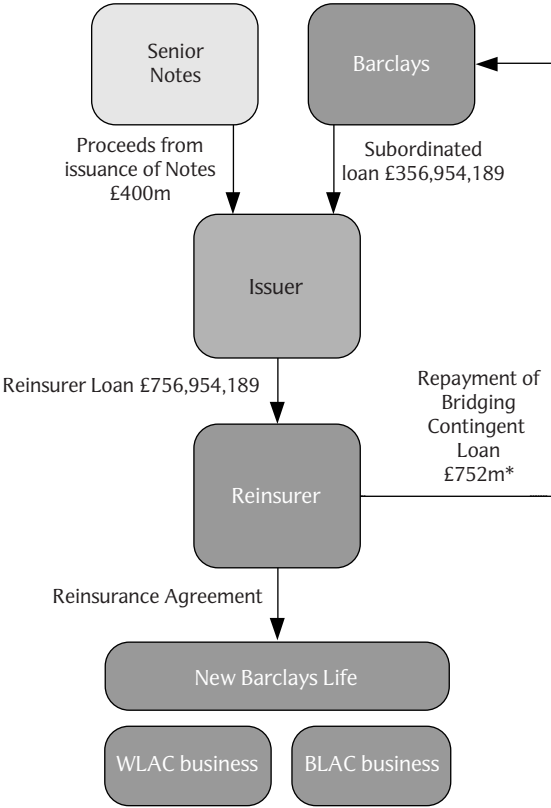 Senior
Notes
Barclays
Proceeds from
issuance of Notes
£400m
Subordinated
loan £356,954,189
Issuer
Reinsurer Loan £756,954,189
Repayment of
Bridging
Contingent
Loan
£752m*
Reinsurer
Reinsurance Agreement
New Barclays Life
WLAC business
BLAC business